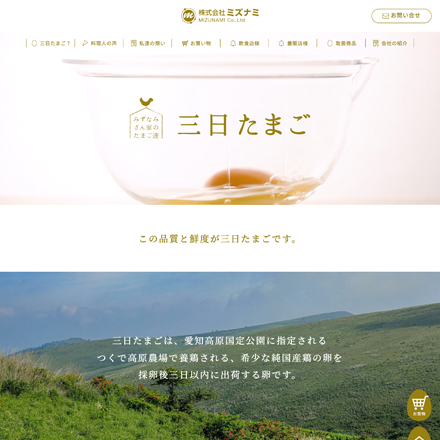 株式会社 ミズナミ
MIZUNAMI Co.,Ltd
お問い合せ
三日たまご？
料理人の声
私達の想い
お買い物
飲食店様
量販店様
取扱商品
会社の紹介
みずなみ
さん家の
たまご達
三日たまご
この品質と鮮度が三日たまごです。
三日たまごは、愛知高原国定公園に指定される
つくで高原農場で養鶏される、希少な純国産鶏の卵を
採卵後三日以内に出荷する卵です。
お買物